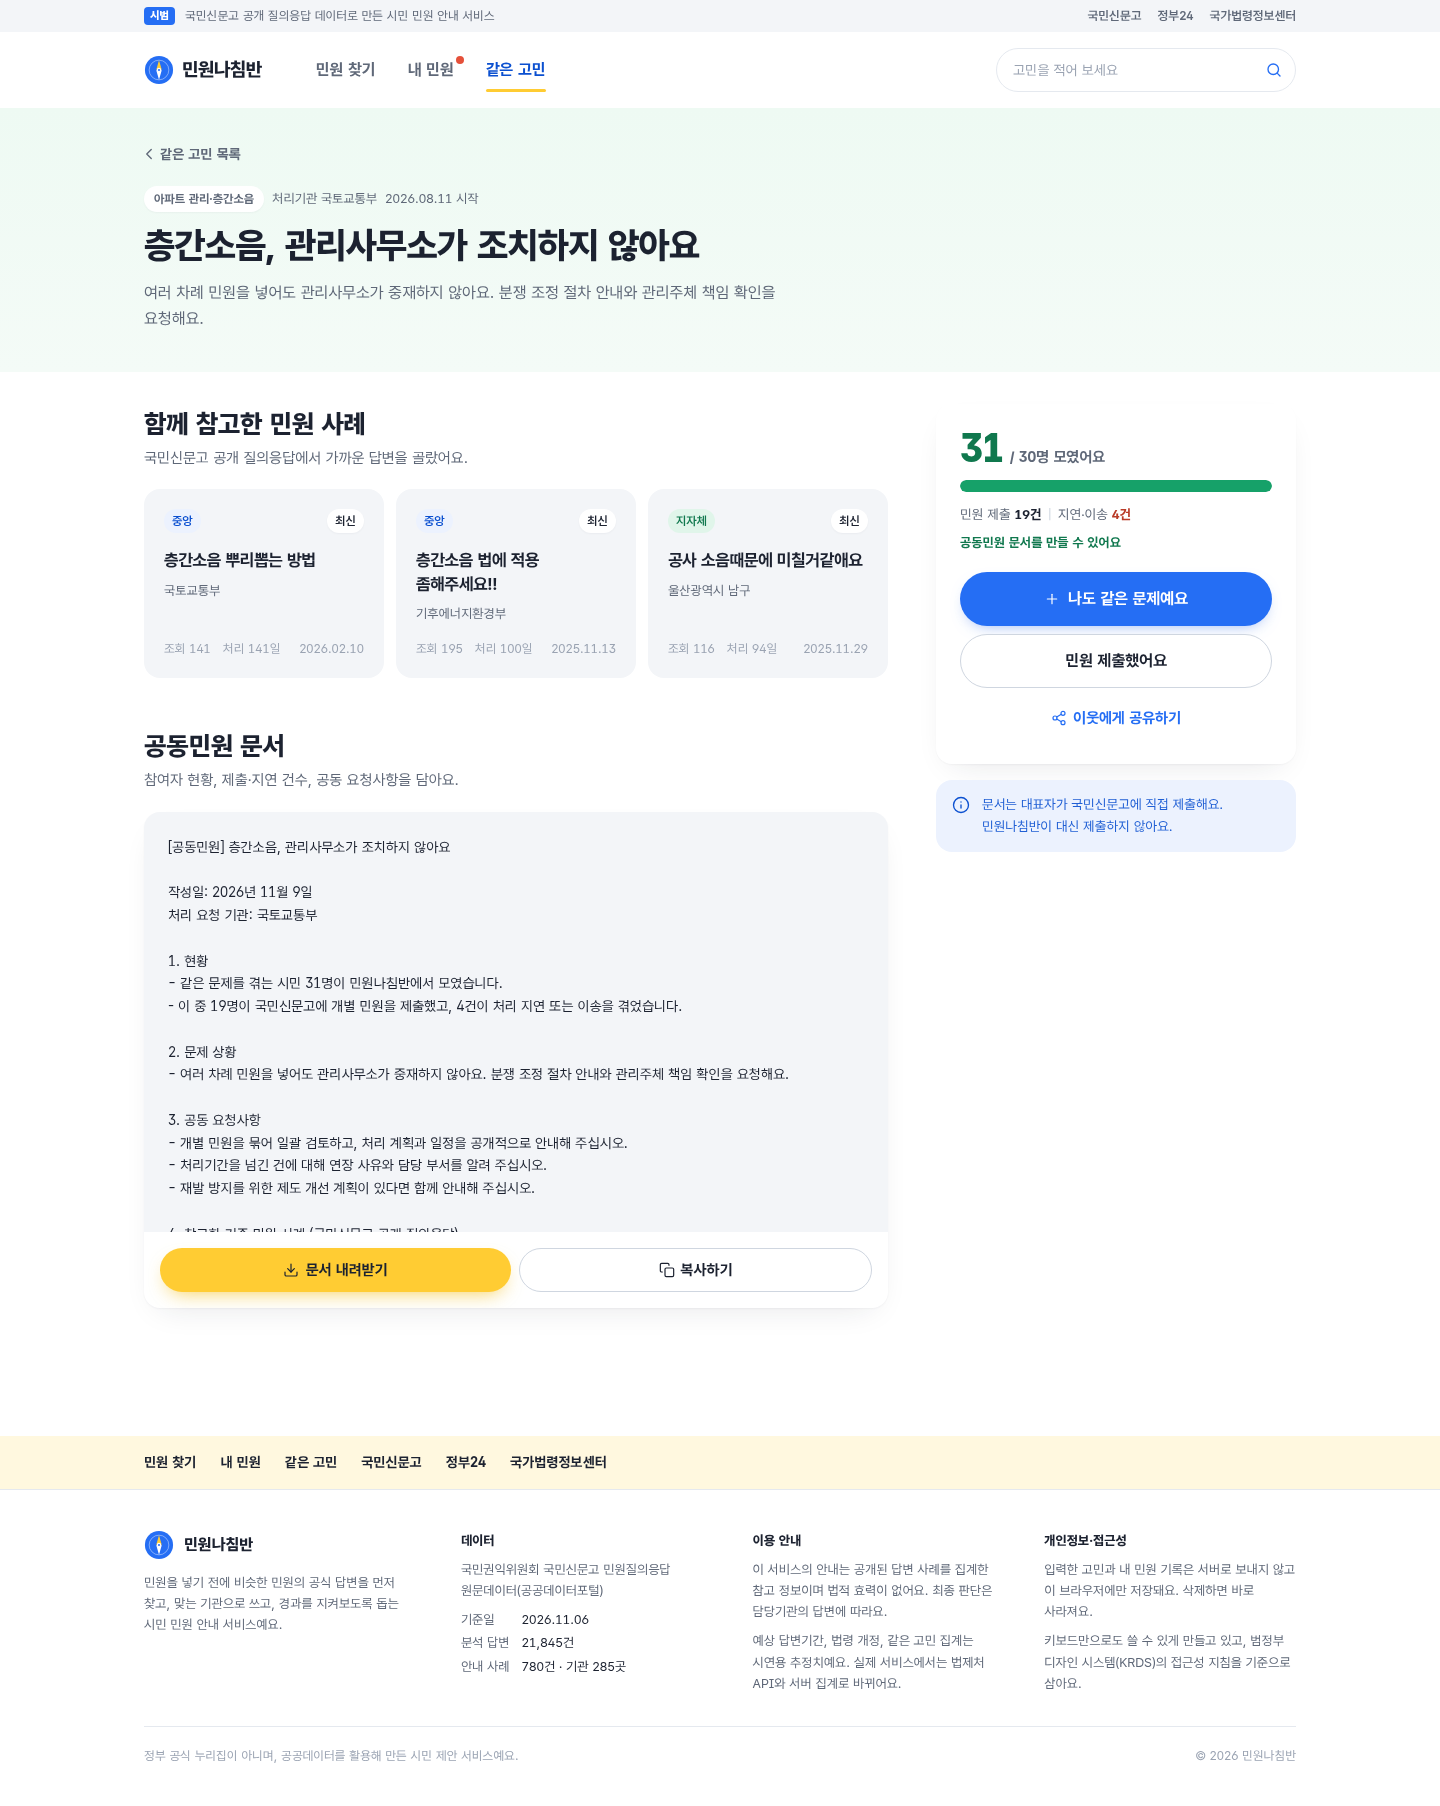 시범 국민신문고 공개 질의응답 데이터로 만든 시민 민원 안내 서비스
국민신문고 정부24 국가법령정보센터
민원나침반 민원 찾기 내 민원 같은 고민
고민을 적어 보세요
같은 고민 목록
아파트 관리·층간소음 처리기관 국토교통부 2026.08.11 시작
층간소음, 관리사무소가 조치하지 않아요
여러 차례 민원을 넣어도 관리사무소가 중재하지 않아요. 분쟁 조정 절차 안내와 관리주체 책임 확인을
요청해요.
함께 참고한 민원 사례
국민신문고 공개 질의응답에서 가까운 답변을 골랐어요.
중앙 최신
층간소음 뿌리뽑는 방법
국토교통부
조회 141 처리 141일 2026.02.10
중앙 최신
층간소음 법에 적용
좀해주세요!!
기후에너지환경부
조회 195 처리 100일 2025.11.13
지자체 최신
공사 소음때문에 미칠거같애요
울산광역시 남구
조회 116 처리 94일 2025.11.29
31 / 30명 모였어요
민원 제출 19건 지연·이송 4건
공동민원 문서를 만들 수 있어요
나도 같은 문제예요
민원 제출했어요
이웃에게 공유하기
문서는 대표자가 국민신문고에 직접 제출해요.
민원나침반이 대신 제출하지 않아요.
공동민원 문서
참여자 현황, 제출·지연 건수, 공동 요청사항을 담아요.
[공동민원] 층간소음, 관리사무소가 조치하지 않아요
작성일: 2026년 11월 9일
처리 요청 기관: 국토교통부
1. 현황
- 같은 문제를 겪는 시민 31명이 민원나침반에서 모였습니다.
- 이 중 19명이 국민신문고에 개별 민원을 제출했고, 4건이 처리 지연 또는 이송을 겪었습니다.
2. 문제 상황
- 여러 차례 민원을 넣어도 관리사무소가 중재하지 않아요. 분쟁 조정 절차 안내와 관리주체 책임 확인을 요청해요.
3. 공동 요청사항
- 개별 민원을 묶어 일괄 검토하고, 처리 계획과 일정을 공개적으로 안내해 주십시오.
- 처리기간을 넘긴 건에 대해 연장 사유와 담당 부서를 알려 주십시오.
- 재발 방지를 위한 제도 개선 계획이 있다면 함께 안내해 주십시오.
문서 내려받기 복사하기
민원 찾기 내 민원 같은 고민 국민신문고 정부24 국가법령정보센터
민원나침반
민원을 넣기 전에 비슷한 민원의 공식 답변을 먼저
찾고, 맞는 기관으로 쓰고, 경과를 지켜보도록 돕는
시민 민원 안내 서비스예요.
데이터
국민권익위원회 국민신문고 민원질의응답
원문데이터(공공데이터포털)
기준일 2026.11.06
분석 답변 21,845건
안내 사례 780건 · 기관 285곳
이용 안내
이 서비스의 안내는 공개된 답변 사례를 집계한
참고 정보이며 법적 효력이 없어요. 최종 판단은
담당기관의 답변에 따라요.
예상 답변기간, 법령 개정, 같은 고민 집계는
시연용 추정치예요. 실제 서비스에서는 법제처
API와 서버 집계로 바뀌어요.
개인정보·접근성
입력한 고민과 내 민원 기록은 서버로 보내지 않고
이 브라우저에만 저장돼요. 삭제하면 바로
사라져요.
키보드만으로도 쓸 수 있게 만들고 있고, 범정부
디자인 시스템(KRDS)의 접근성 지침을 기준으로
삼아요.
정부 공식 누리집이 아니며, 공공데이터를 활용해 만든 시민 제안 서비스예요.
© 2026 민원나침반